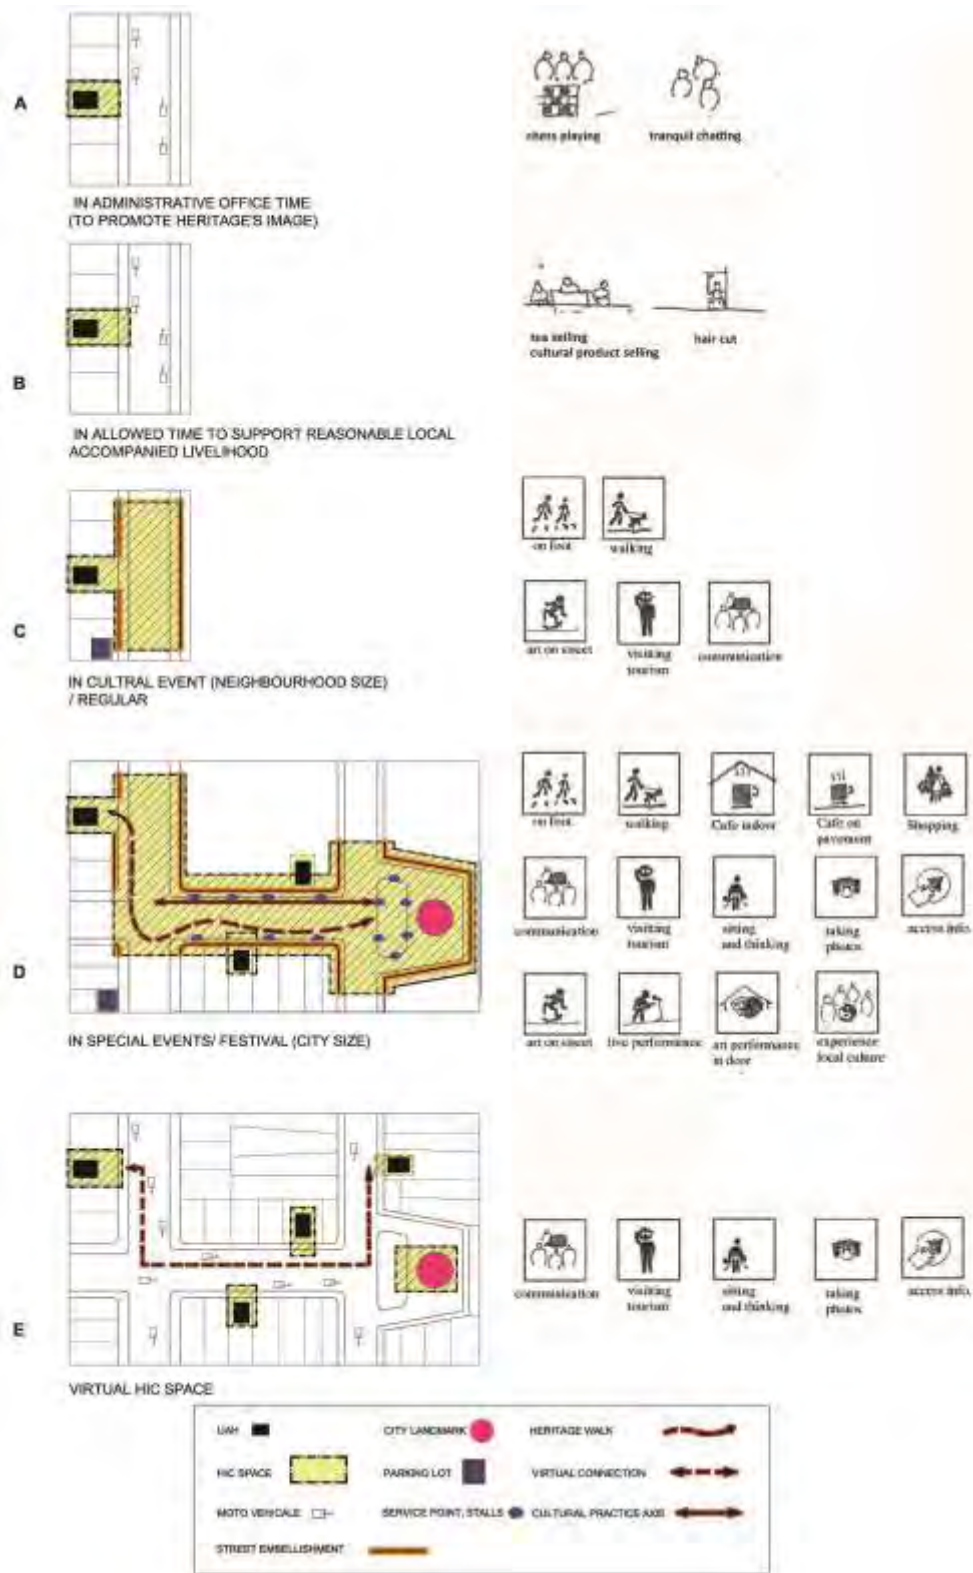 A
chess playing
tranquil chatting
IN ADMINISTRATIVE OFFICE TIME
(TO PROMOTE HERITAGE'S IMAGE)
B
tea selling
cultural product selling
hair cut
IN ALLOWED TIME TO SUPPORT REASONABLE LOCAL
ACCOMPANIED LIVELIHOOD
C
on foot
walking
art on street
visiting
tourism
communication
IN CULTRAL EVENT (NEIGHBOURHOOD SIZE)
/ REGULAR
D
on foot
walking
Cafe indoor
Cafe on
pavement
Shopping
communication
visiting
tourism
sitting
and thinking
taking
photos
access info.
art on street
live performance
art performance
in door
experience
local culture
IN SPECIAL EVENTS/ FESTIVAL (CITY SIZE)
E
communication
visiting
tourism
sitting
and thinking
taking
photos
access info.
VIRTUAL HIC SPACE
UAH
CITY LANDMARK
HERITAGE WALK
HIC SPACE
PARKING LOT
VIRTUAL CONNECTION
MOTO VEHICALE
SERVICE POINT, STALLS
CULTURAL PRACTICE AXIS
STREET EMBELLISHMENT